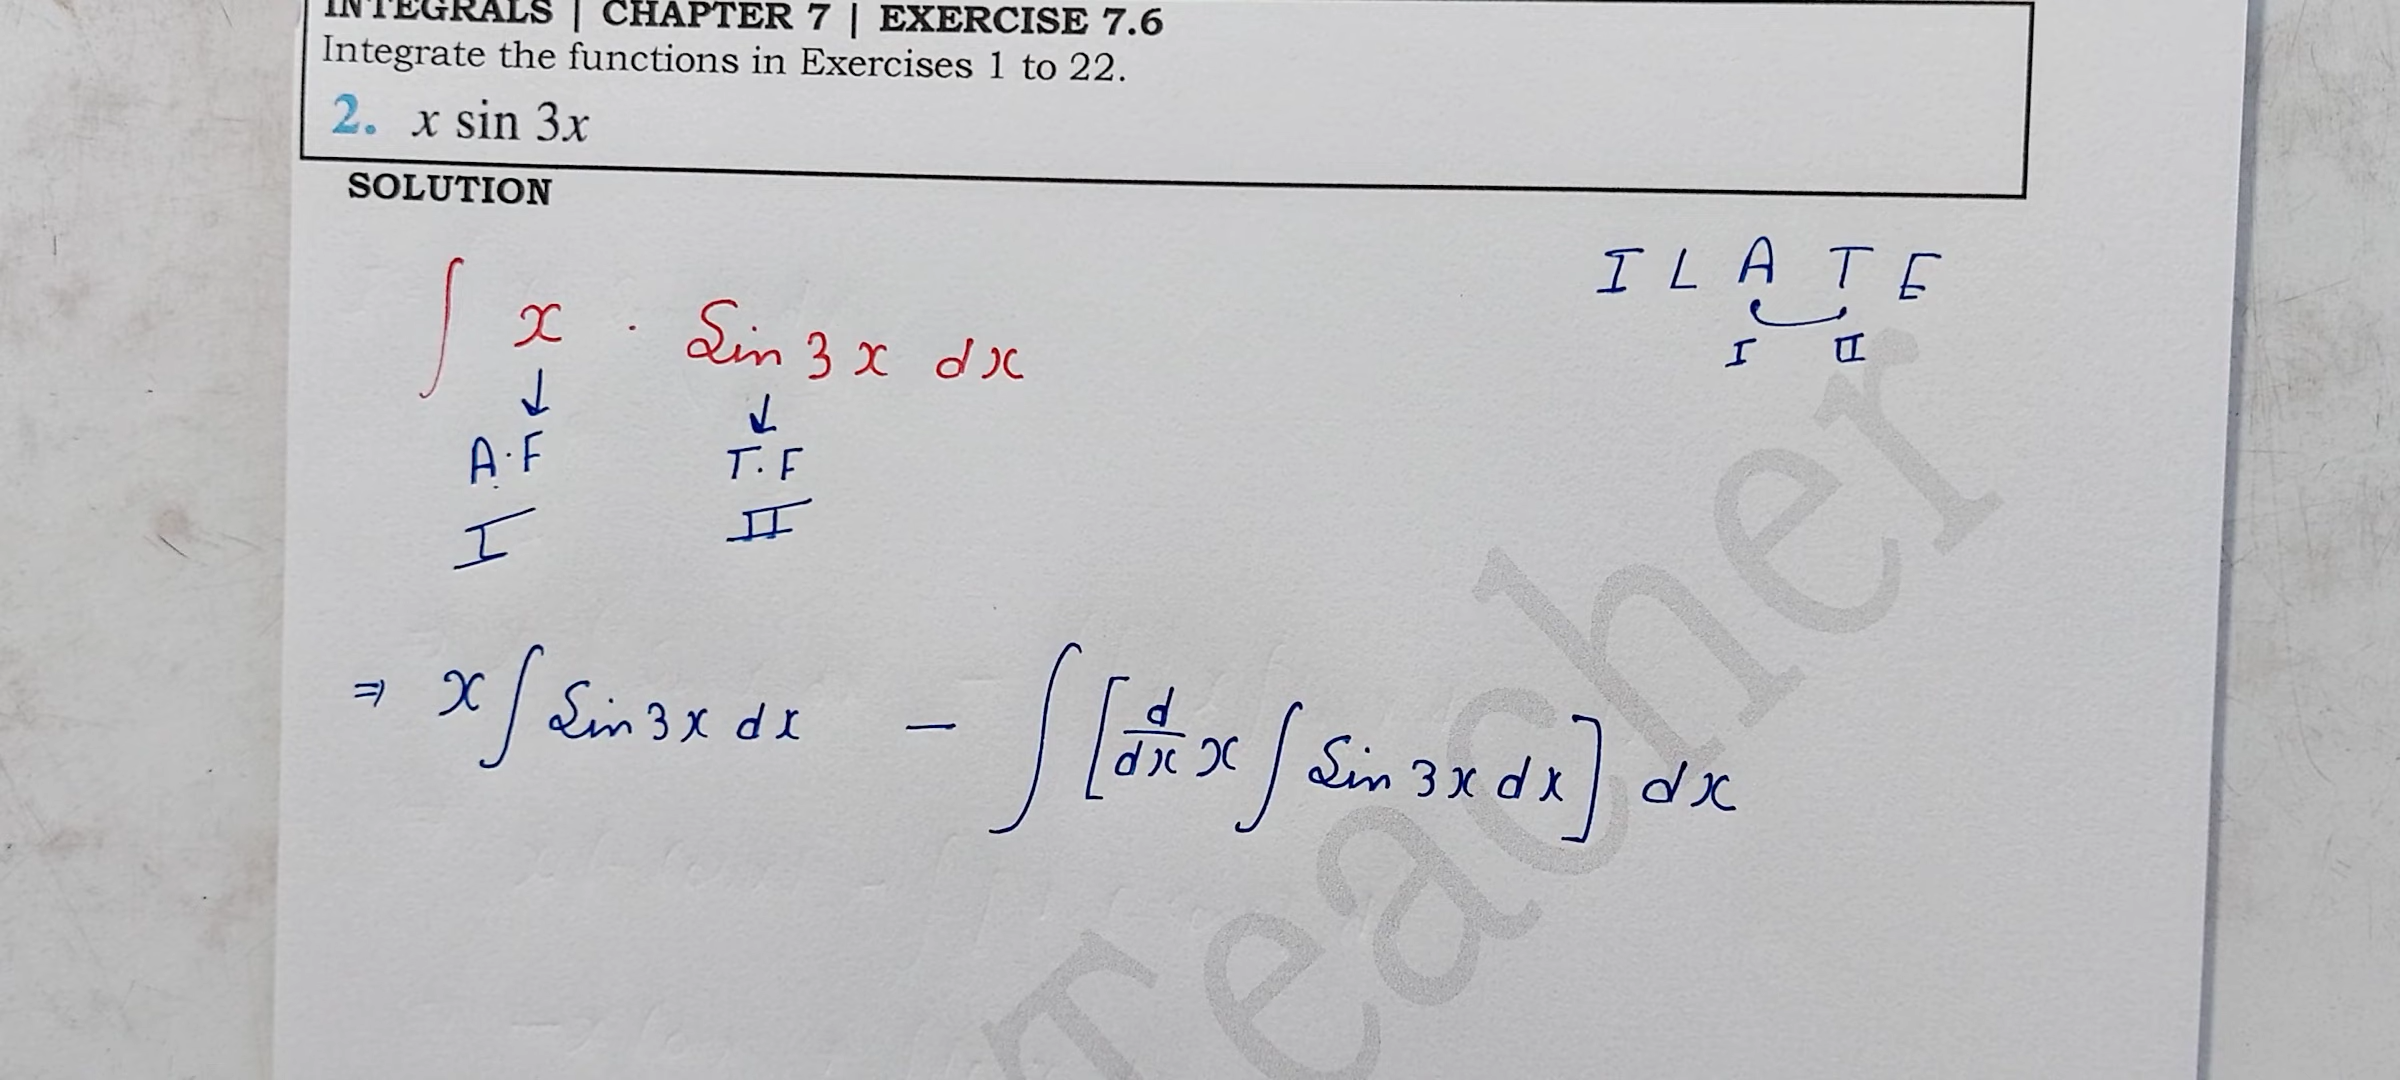 INTEGRALS | CHAPTER 7 | EXERCISE 7.6
Integrate the functions in Exercises 1 to 22.
2. x sin 3x
SOLUTION
I L A T E
I II
∫ x · Sin 3x dx
↓ ↓
A.F T.F
I II
⇒ x ∫ Sin 3x dx − ∫ [d/dx x ∫ Sin 3x dx] dx
Teacher